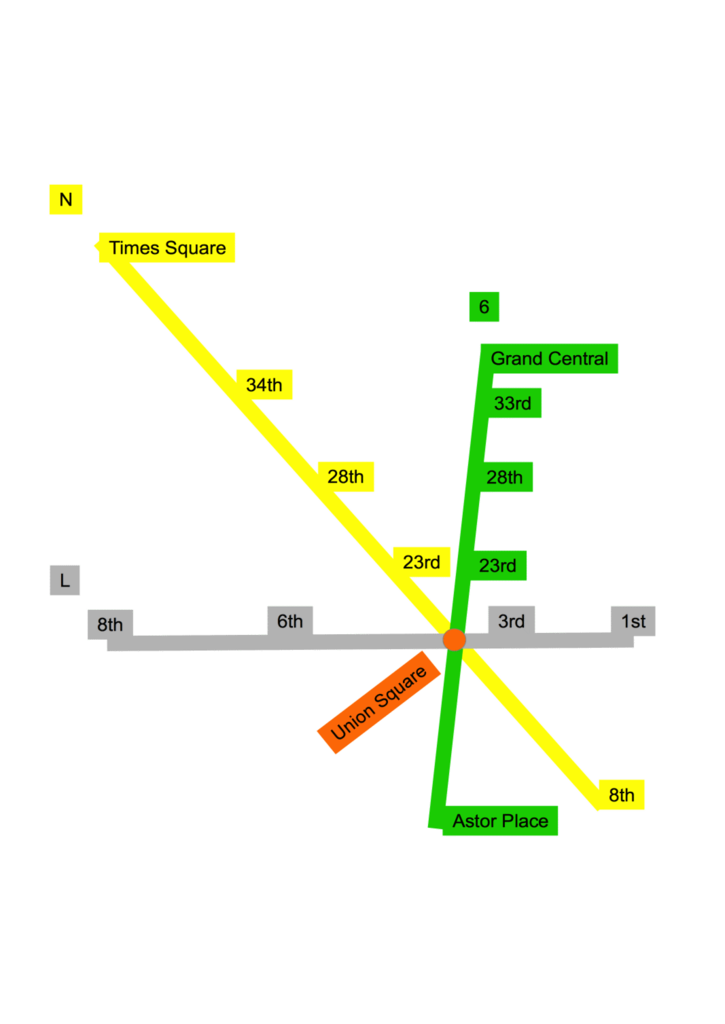 N
Times Square
6
Grand Central
34th
33rd
28th
28th
23rd
23rd
L
8th
6th
3rd
1st
Union Square
8th
Astor Place